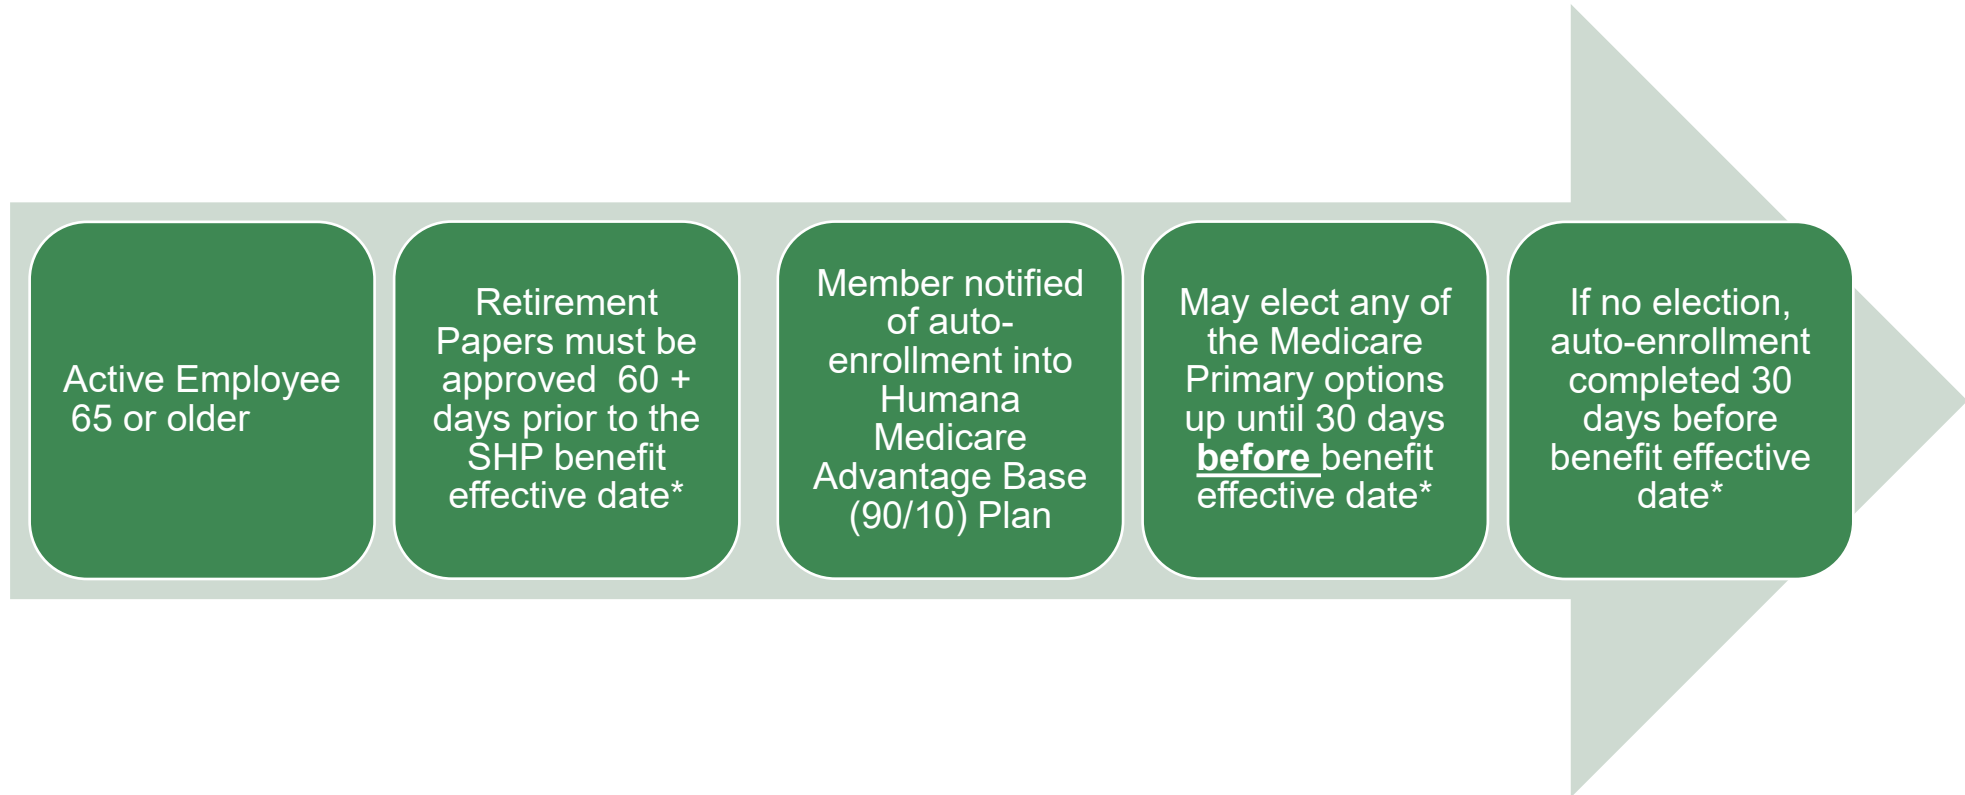 Active Employee
65 or older
Retirement
Papers must be
approved  60 +
days prior to the
SHP benefit
effective date*
Member notified
of auto-
enrollment into
Humana
Medicare
Advantage Base
(90/10) Plan
May elect any of
the Medicare
Primary options
up until 30 days
before benefit
effective date*
If no election,
auto-enrollment
completed 30
days before
benefit effective
date*